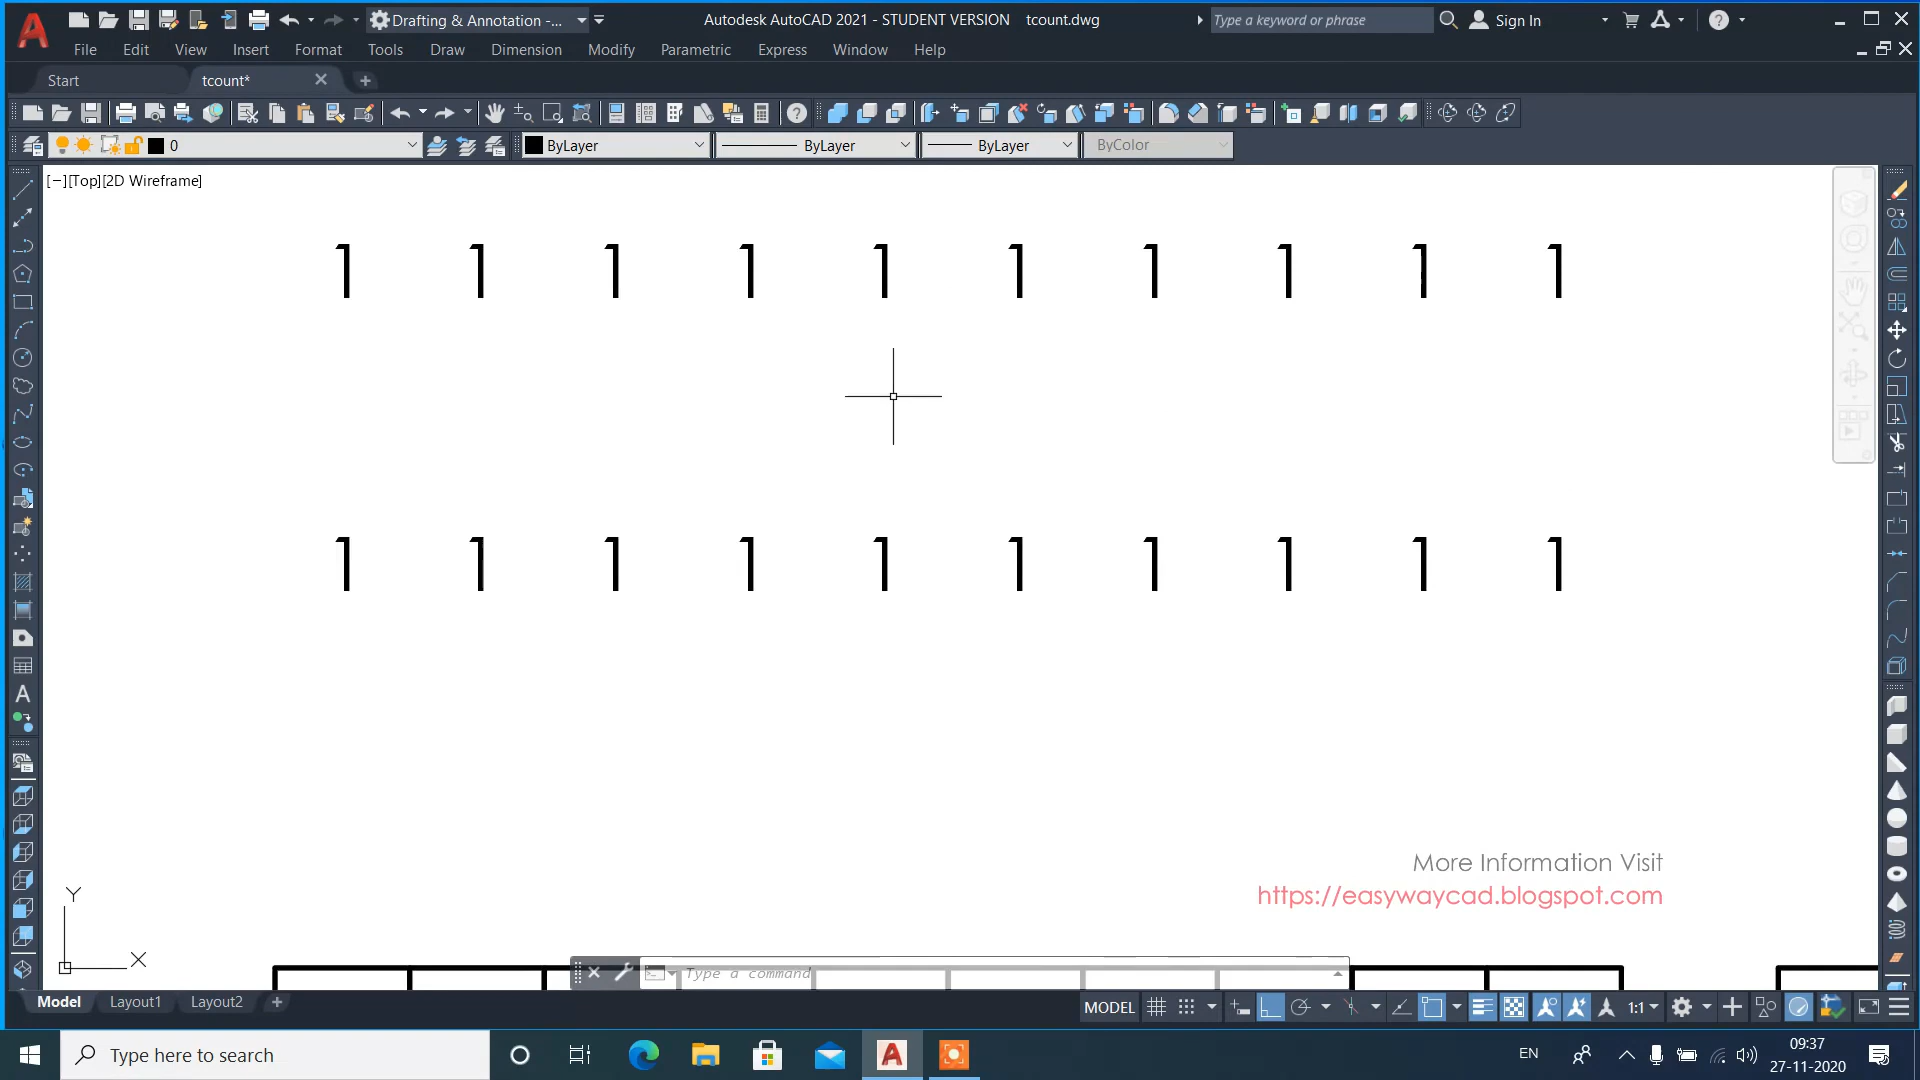 Drafting & Annotation -... Autodesk AutoCAD 2021 - STUDENT VERSION tcount.dwg Type a keyword or phrase Sign In
File Edit View Insert Format Tools Draw Dimension Modify Parametric Express Window Help
Start tcount*
0 ByLayer ByLayer ByLayer ByColor
[−][Top][2D Wireframe]
1 1 1 1 1 1 1 1 1 1
1 1 1 1 1 1 1 1 1 1
More Information Visit
https://easywaycad.blogspot.com
Y
X
Type a command
Model Layout1 Layout2 MODEL 1:1
Type here to search EN 09:37
27-11-2020